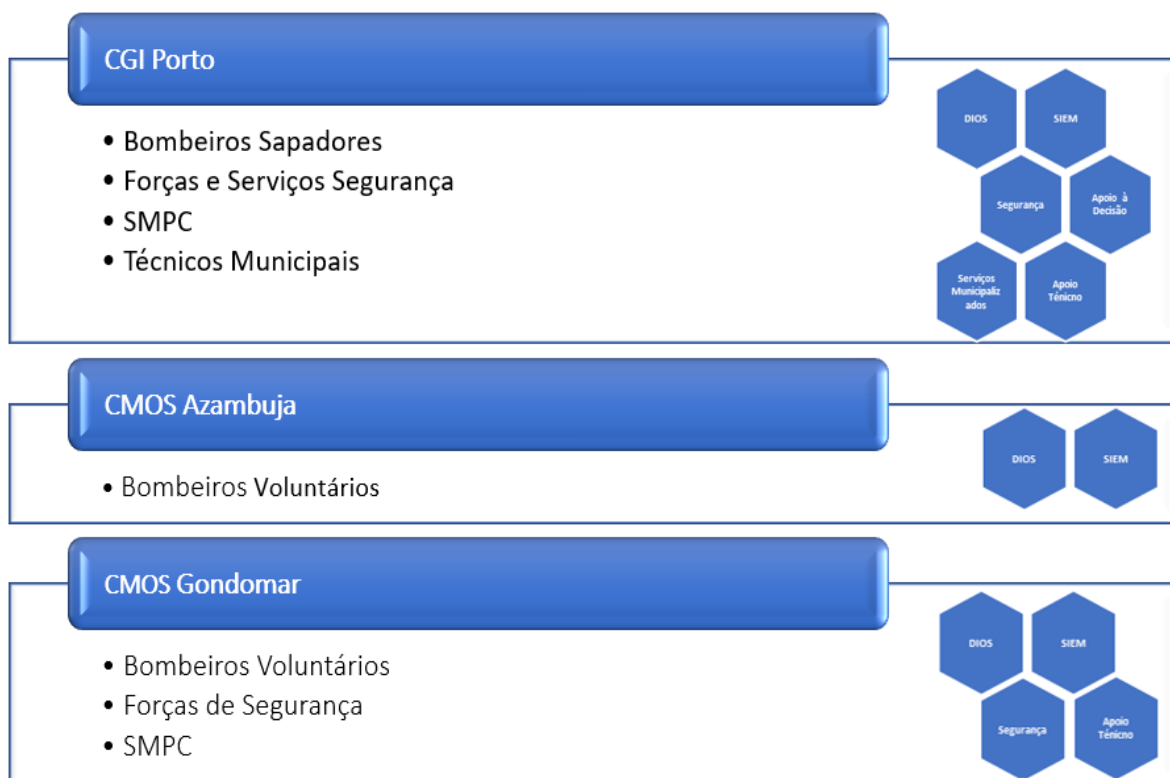 CGI Porto
• Bombeiros Sapadores
• Forças e Serviços Segurança
• SMPC
• Técnicos Municipais
DIOS
SIEM
Segurança
Apoio à
Decisão
Serviços
Municipaliz
ados
Apoio
Ténicno
CMOS Azambuja
• Bombeiros Voluntários
DIOS
SIEM
CMOS Gondomar
• Bombeiros Voluntários
• Forças de Segurança
• SMPC
DIOS
SIEM
Segurança
Apoio
Ténicno